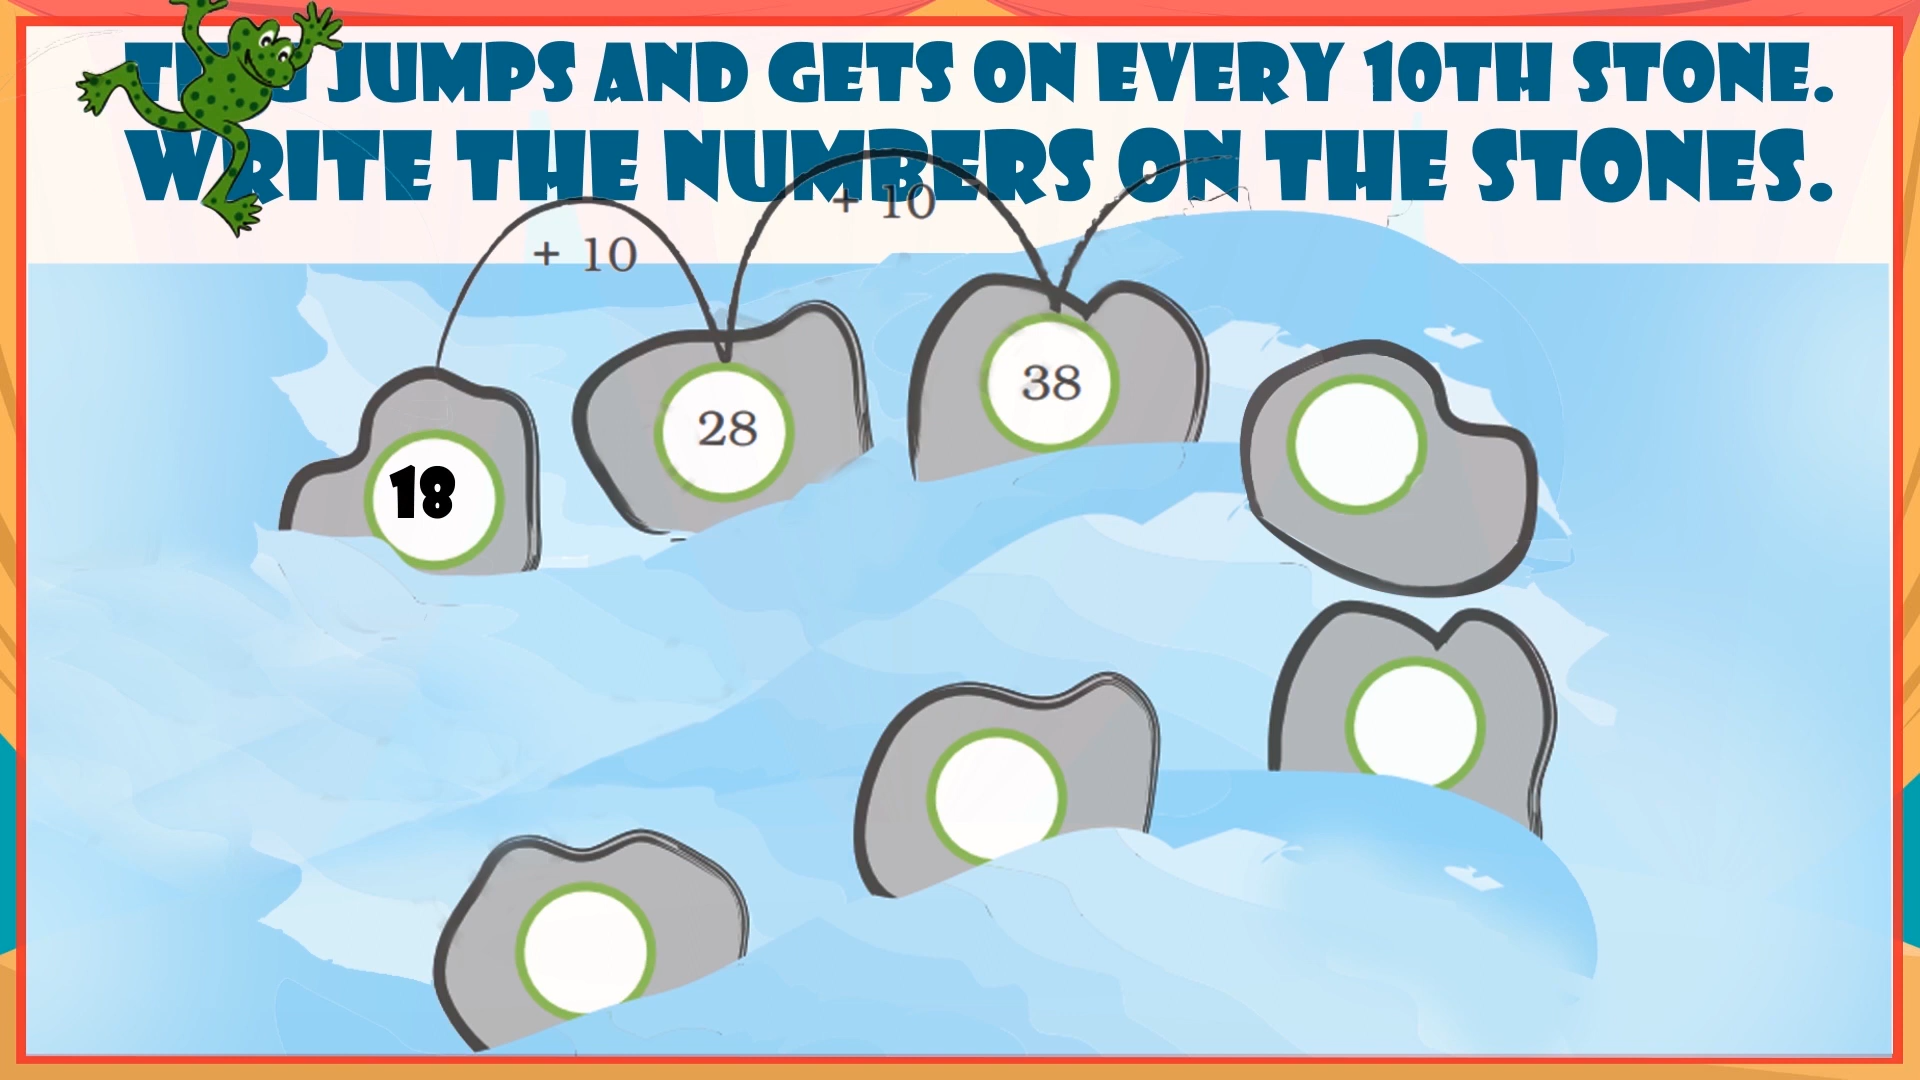 JUMPS AND GETS ON EVERY 10TH STONE.
WRITE THE NUMBERS ON THE STONES.
+ 10
+ 10
18
28
38